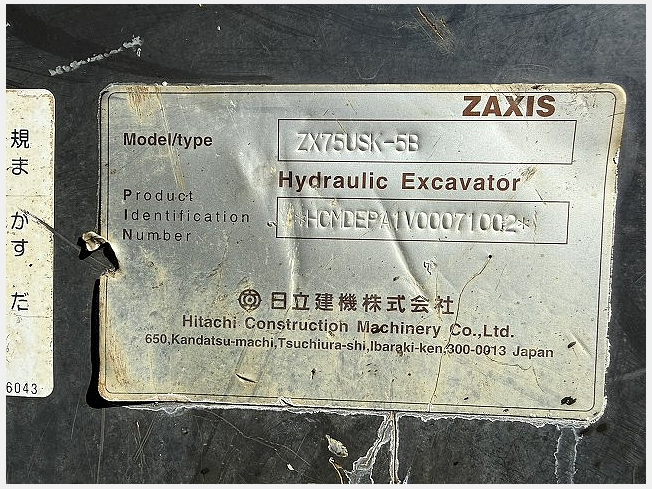 ZAXIS
Model/type ZX75USK-5B
Hydraulic Excavator
Product
Identification
Number
*HCMDEPA1V00071002*
日立建機株式会社
Hitachi Construction Machinery Co.,Ltd.
650,Kandatsu-machi,Tsuchiura-shi,Ibaraki-ken,300-0013 Japan
規
ま
がす
だ
6043